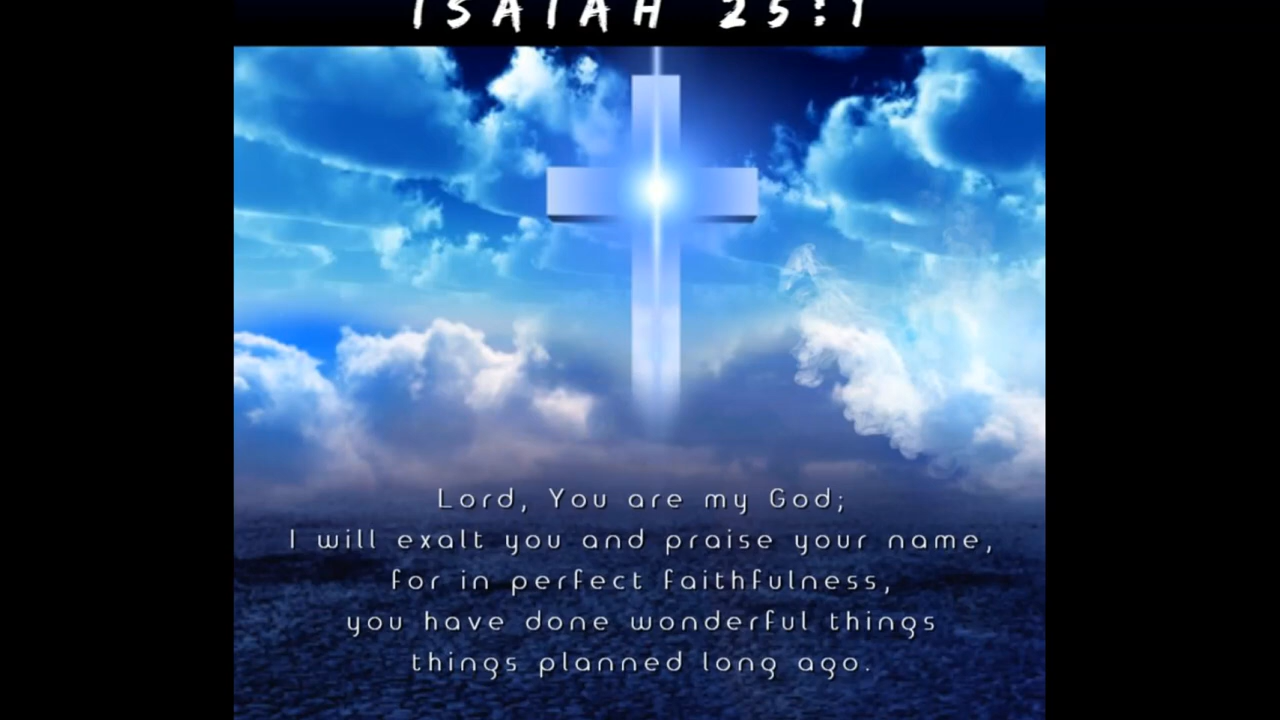 ISAIAH 25:1
Lord, You are my God;
I will exalt you and praise your name,
for in perfect faithfulness,
you have done wonderful things
things planned long ago.